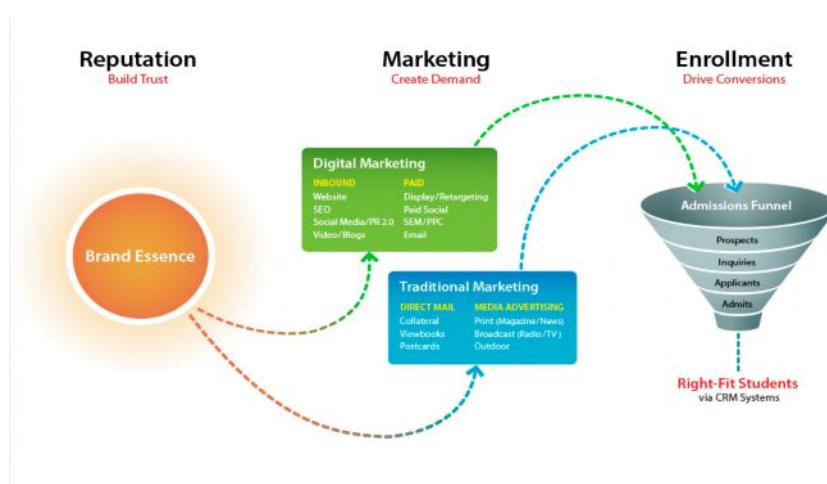 Reputation
Build Trust
Marketing
Create Demand
Enrollment
Drive Conversions
Brand Essence
Digital Marketing
INBOUND
Website
SEO
Social Media/PR 2.0
Video/Blogs
PAID
Display/Retargeting
Paid Social
SEM/PPC
Email
Traditional Marketing
DIRECT MAIL
Collateral
Viewbooks
Postcards
MEDIA ADVERTISING
Print (Magazine/News)
Broadcast (Radio/TV)
Outdoor
Admissions Funnel
Prospects
Inquiries
Applicants
Admits
Right-Fit Students
via CRM Systems